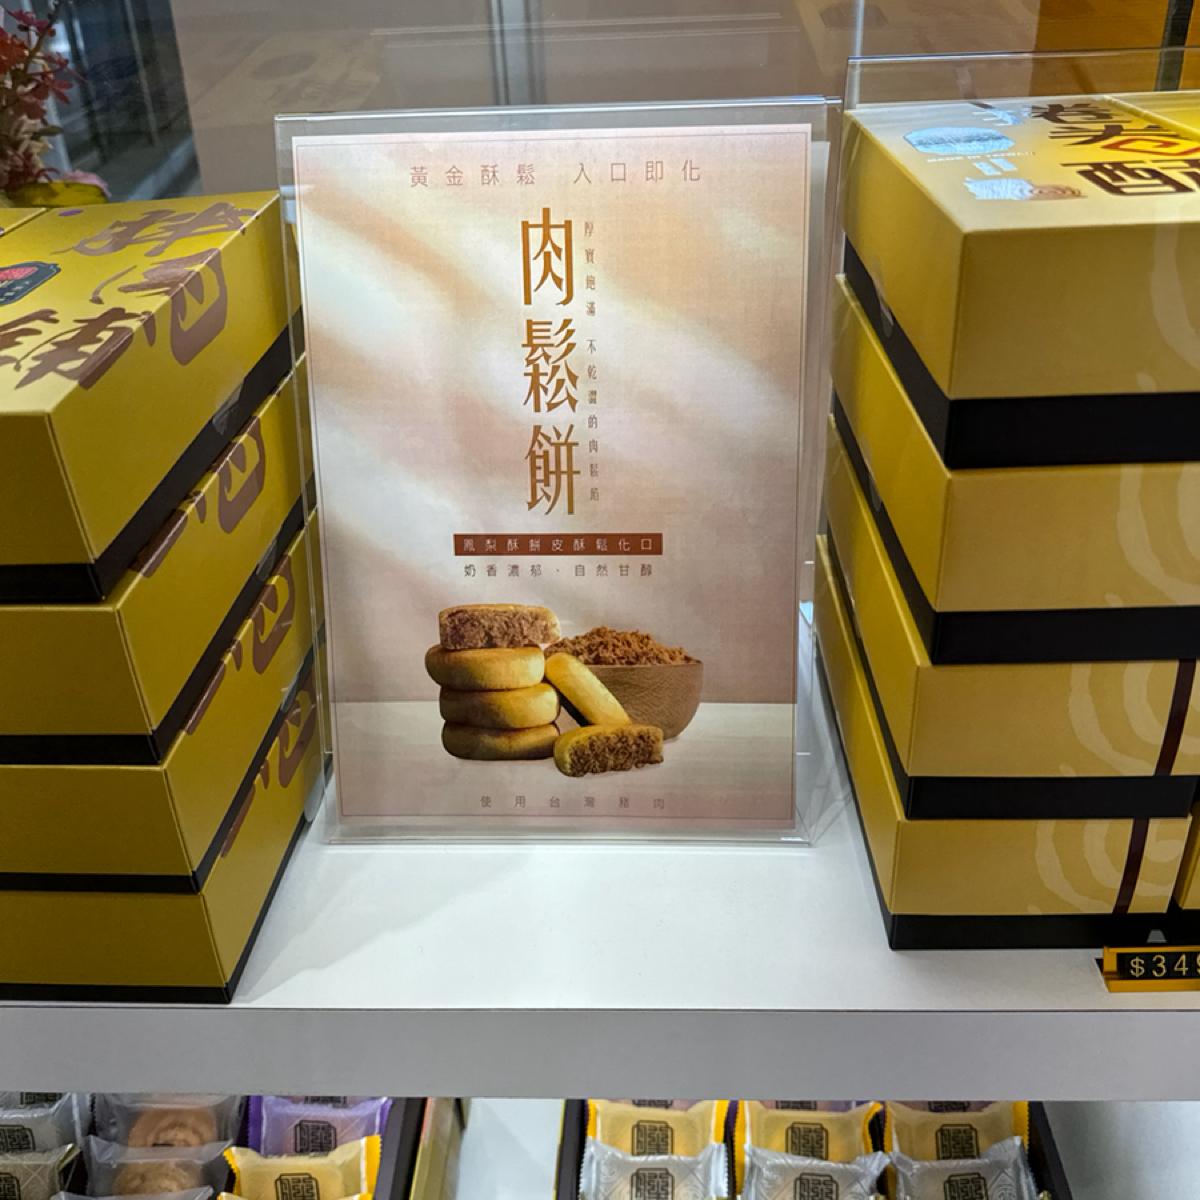 黃金酥鬆 入口即化
肉鬆餅
厚實飽滿 不乾澀的肉鬆餡
鳳梨酥餅皮酥鬆化口
奶香濃郁、自然甘醇
使用台灣豬肉
$349